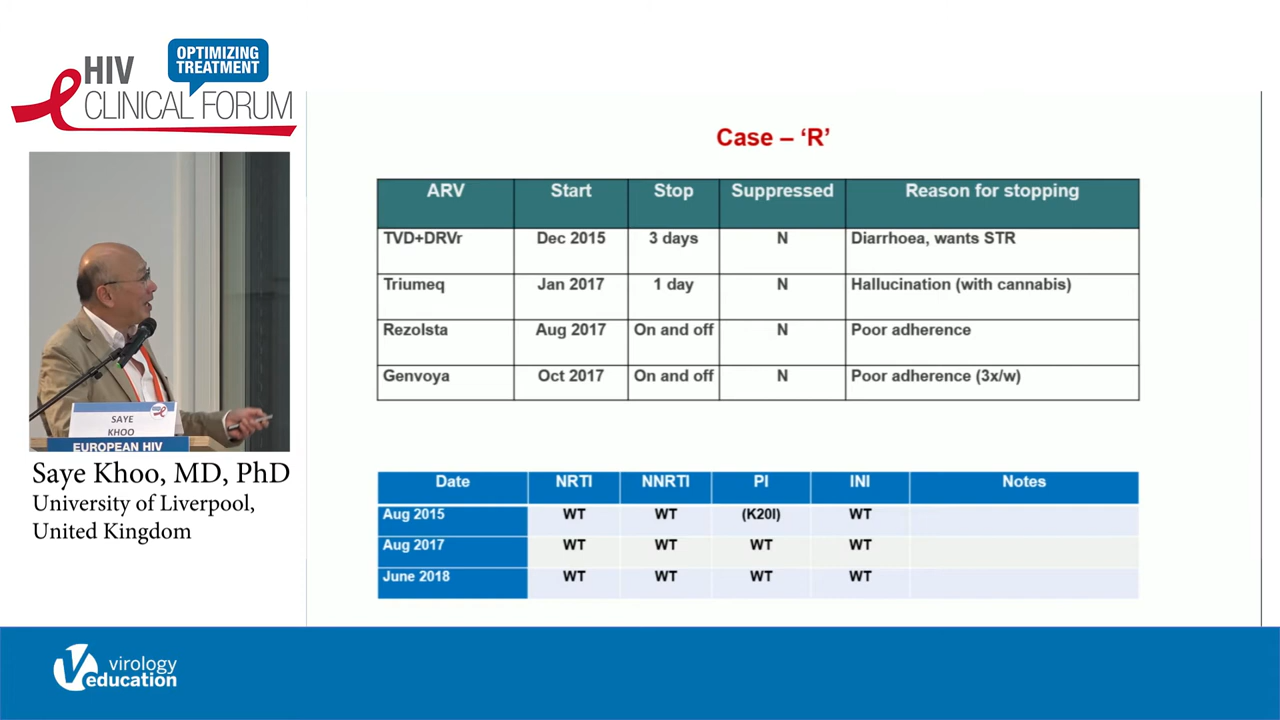 OPTIMIZING
TREATMENT
HIV
CLINICAL FORUM
SAYE
KHOO
EUROPEAN HIV
Saye Khoo, MD, PhD
University of Liverpool,
United Kingdom
Case – ‘R’
ARV Start Stop Suppressed Reason for stopping
TVD+DRVr Dec 2015 3 days N Diarrhoea, wants STR
Triumeq Jan 2017 1 day N Hallucination (with cannabis)
Rezolsta Aug 2017 On and off N Poor adherence
Genvoya Oct 2017 On and off N Poor adherence (3x/w)
Date NRTI NNRTI PI INI Notes
Aug 2015 WT WT (K20I) WT
Aug 2017 WT WT WT WT
June 2018 WT WT WT WT
virology
education